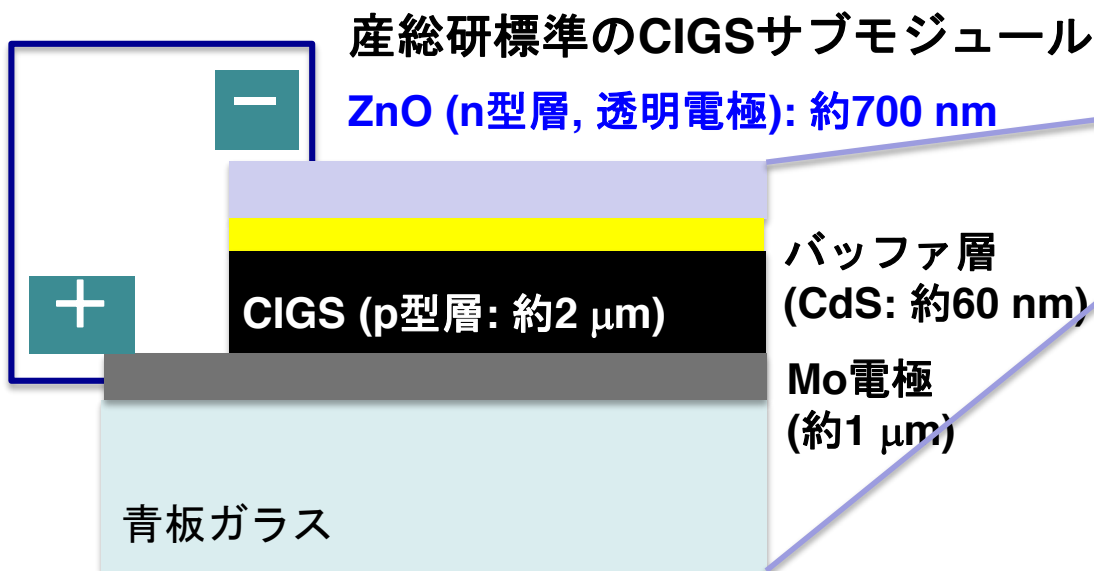 産総研標準のCIGSサブモジュール
ZnO (n型層, 透明電極): 約700 nm
−
バッファ層
(CdS: 約60 nm)
+
CIGS (p型層: 約2 μm)
Mo電極
(約1 μm)
青板ガラス